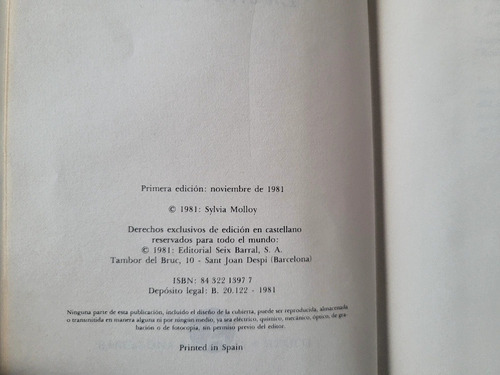 Primera edición: noviembre de 1981
© 1981: Sylvia Molloy
Derechos exclusivos de edición en castellano
reservados para todo el mundo:
© 1981: Editorial Seix Barral, S. A.
Tambor del Bruc, 10 - Sant Joan Despí (Barcelona)
ISBN: 84 322 1397 7
Depósito legal: B. 20.122 - 1981
Ninguna parte de esta publicación, incluido el diseño de la cubierta, puede ser reproducida, almacenada
o transmitida en manera alguna ni por ningún medio, ya sea eléctrico, químico, mecánico, óptico, de gra-
bación o de fotocopia, sin permiso previo del editor.
Printed in Spain